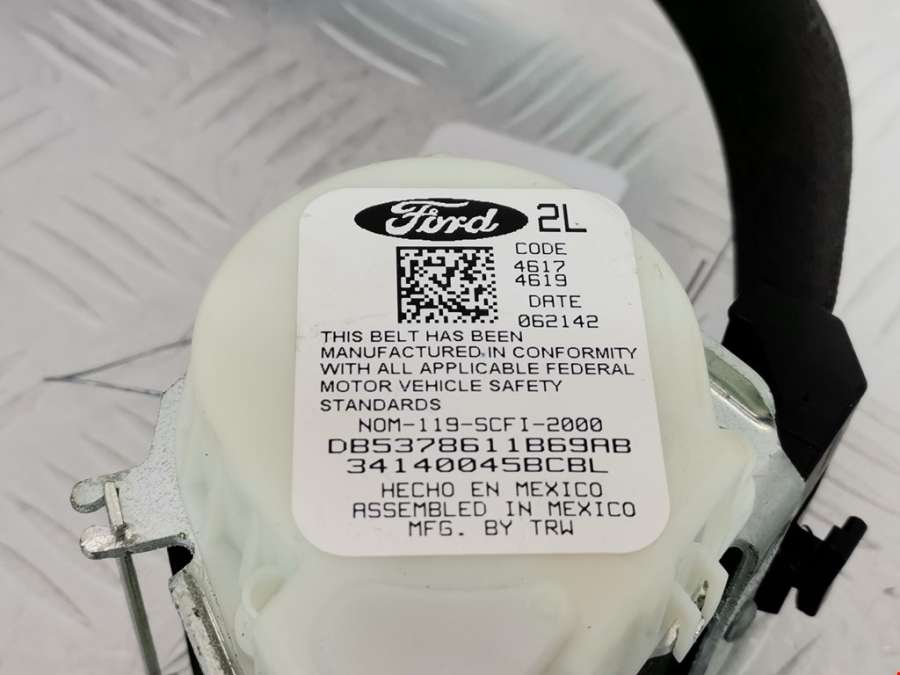 Ford 2L
CODE
4617
4619
DATE
062142
THIS BELT HAS BEEN
MANUFACTURED IN CONFORMITY
WITH ALL APPLICABLE FEDERAL
MOTOR VEHICLE SAFETY
STANDARDS
NOM-119-SCFI-2000
DB5378611B69AB
34140045BCBL
HECHO EN MEXICO
ASSEMBLED IN MEXICO
MFG. BY TRW